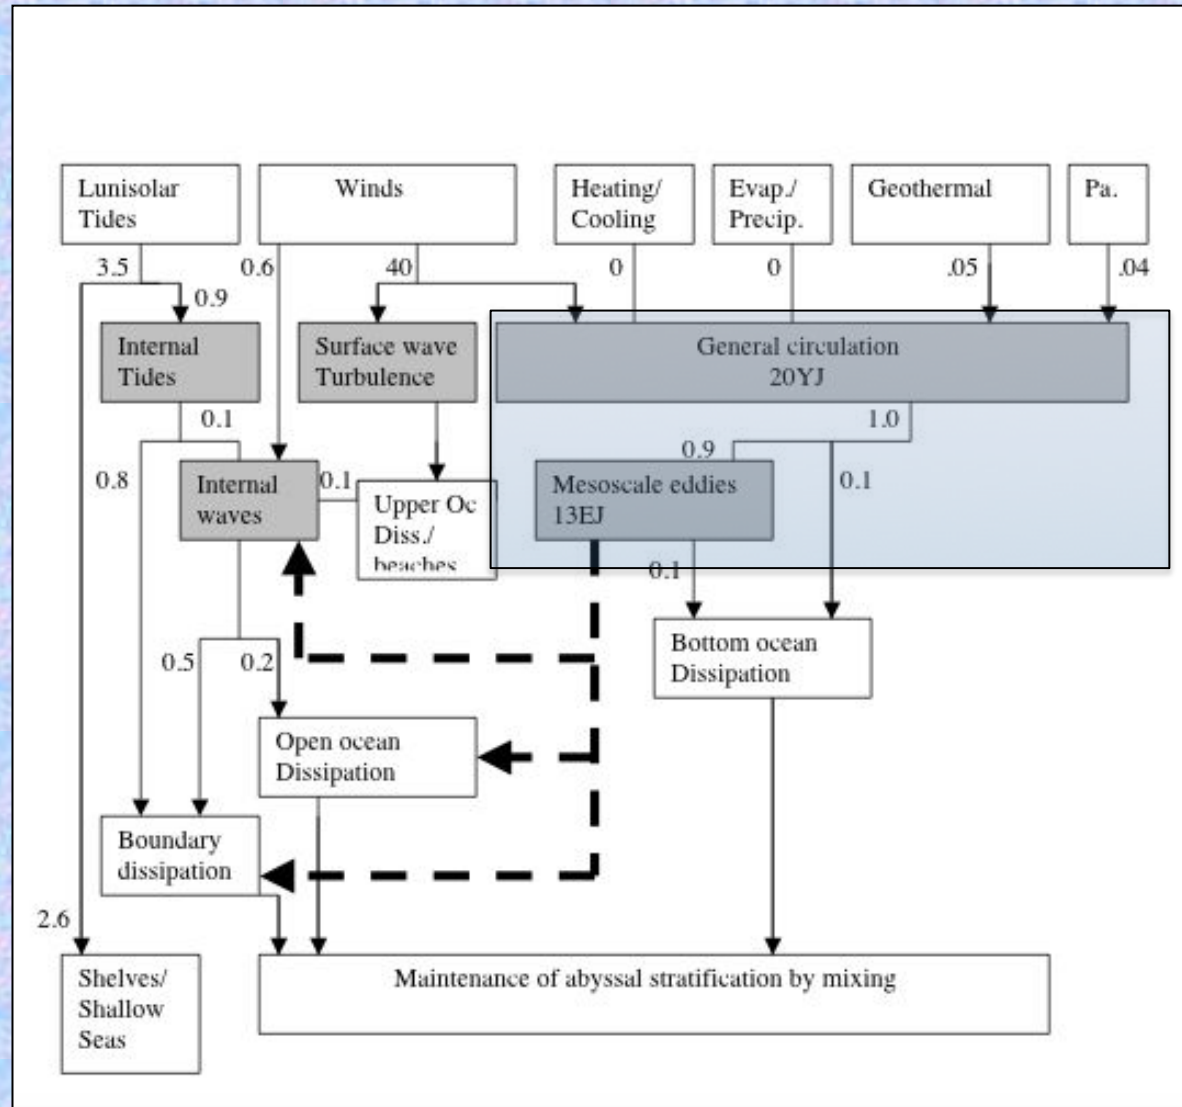 Lunisolar
Tides
Winds
Heating/
Cooling
Evap./
Precip.
Geothermal
Pa.
3.5
0.6
40
0
0
.05
.04
0.9
Internal
Tides
Surface wave
Turbulence
General circulation
20YJ
0.1
1.0
0.9
0.8
Internal
waves
0.1
Upper Oc
Diss./
beaches
Mesoscale eddies
13EJ
0.1
0.1
Bottom ocean
Dissipation
0.5
0.2
Open ocean
Dissipation
Boundary
dissipation
2.6
Shelves/
Shallow
Seas
Maintenance of abyssal stratification by mixing